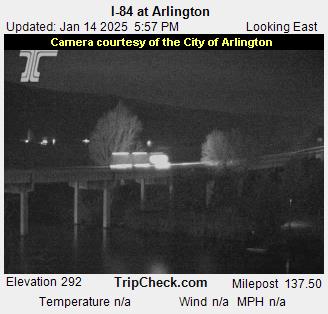 I-84 at Arlington
Updated: Jan 14 2025 5:57 PM Looking East
Camera courtesy of the City of Arlington
Elevation 292 TripCheck.com Milepost 137.50
Temperature n/a Wind n/a MPH n/a